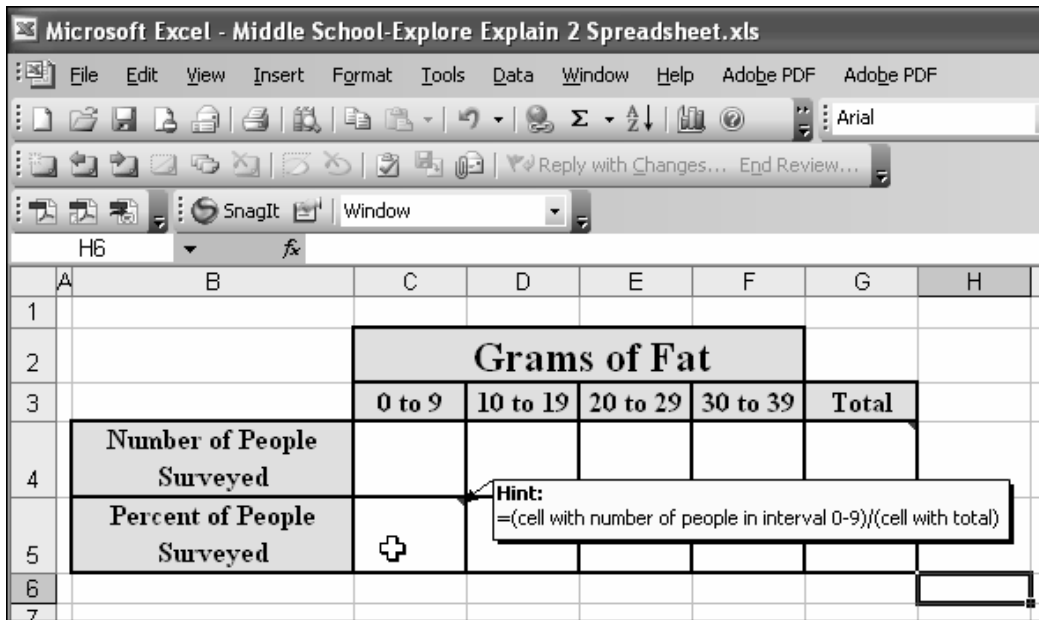 Microsoft Excel - Middle School-Explore Explain 2 Spreadsheet.xls
File Edit View Insert Format Tools Data Window Help Adobe PDF Adobe PDF
Σ A Z Arial
Reply with Changes... End Review...
SnagIt Window
H6 fx
A B C D E F G H
1
2 Grams of Fat
3 0 to 9 10 to 19 20 to 29 30 to 39 Total
Number of People
4 Surveyed
Hint:
=(cell with number of people in interval 0-9)/(cell with total)
Percent of People
5 Surveyed
6
7